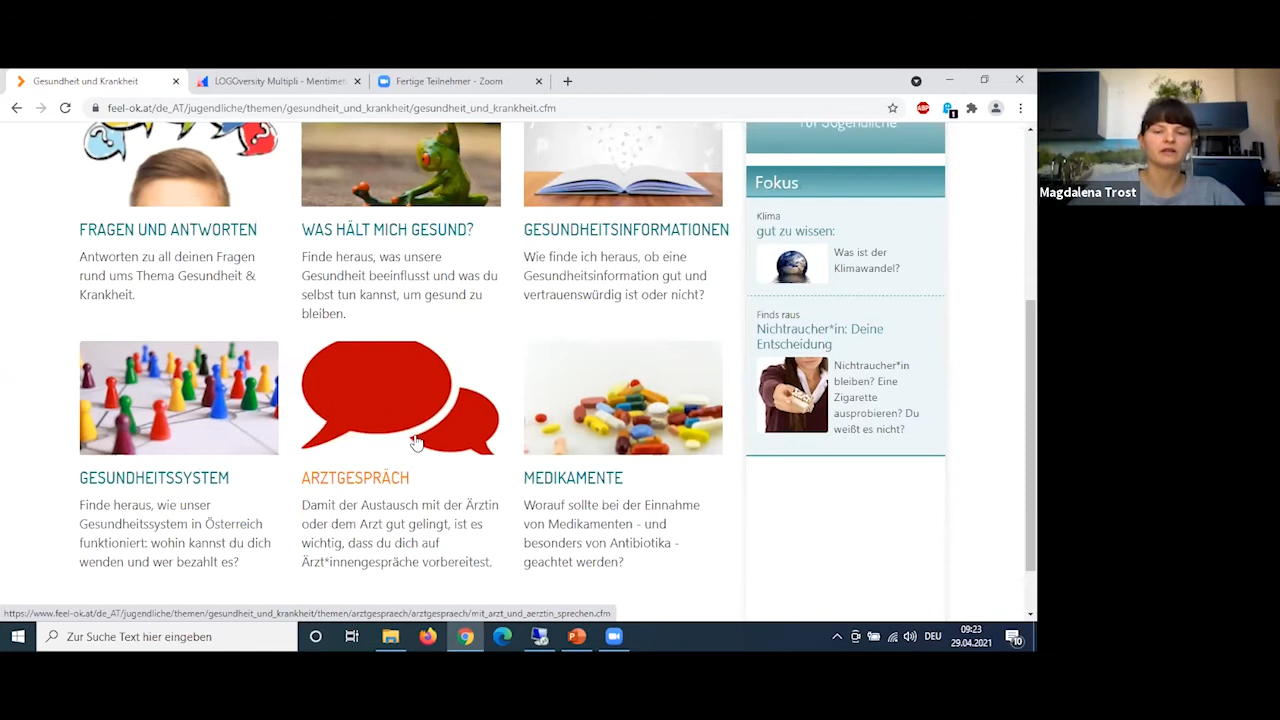 Gesundheit und Krankheit
LOGOversity Multipli - Mentimet
Fertige Teilnehmer - Zoom
feel-ok.at/de_AT/jugendliche/themen/gesundheit_und_krankheit/gesundheit_und_krankheit.cfm
ABP
1
für Jugendliche
FRAGEN UND ANTWORTEN
Antworten zu all deinen Fragen
rund ums Thema Gesundheit &
Krankheit.
WAS HÄLT MICH GESUND?
Finde heraus, was unsere
Gesundheit beeinflusst und was du
selbst tun kannst, um gesund zu
bleiben.
GESUNDHEITSINFORMATIONEN
Wie finde ich heraus, ob eine
Gesundheitsinformation gut und
vertrauenswürdig ist oder nicht?
GESUNDHEITSSYSTEM
Finde heraus, wie unser
Gesundheitssystem in Österreich
funktioniert: wohin kannst du dich
wenden und wer bezahlt es?
ARZTGESPRÄCH
Damit der Austausch mit der Ärztin
oder dem Arzt gut gelingt, ist es
wichtig, dass du dich auf
Ärzt*innengespräche vorbereitest.
MEDIKAMENTE
Worauf sollte bei der Einnahme
von Medikamenten - und
besonders von Antibiotika -
geachtet werden?
Fokus
Klima
gut zu wissen:
Was ist der
Klimawandel?
Finds raus
Nichtraucher*in: Deine
Entscheidung
Nichtraucher*in
bleiben? Eine
Zigarette
ausprobieren? Du
weißt es nicht?
https://www.feel-ok.at/de_AT/jugendliche/themen/gesundheit_und_krankheit/themen/arztgespraech/arztgespraech/mit_arzt_und_aerztin_sprechen.cfm
Zur Suche Text hier eingeben
DEU
09:23
29.04.2021
10
Magdalena Trost